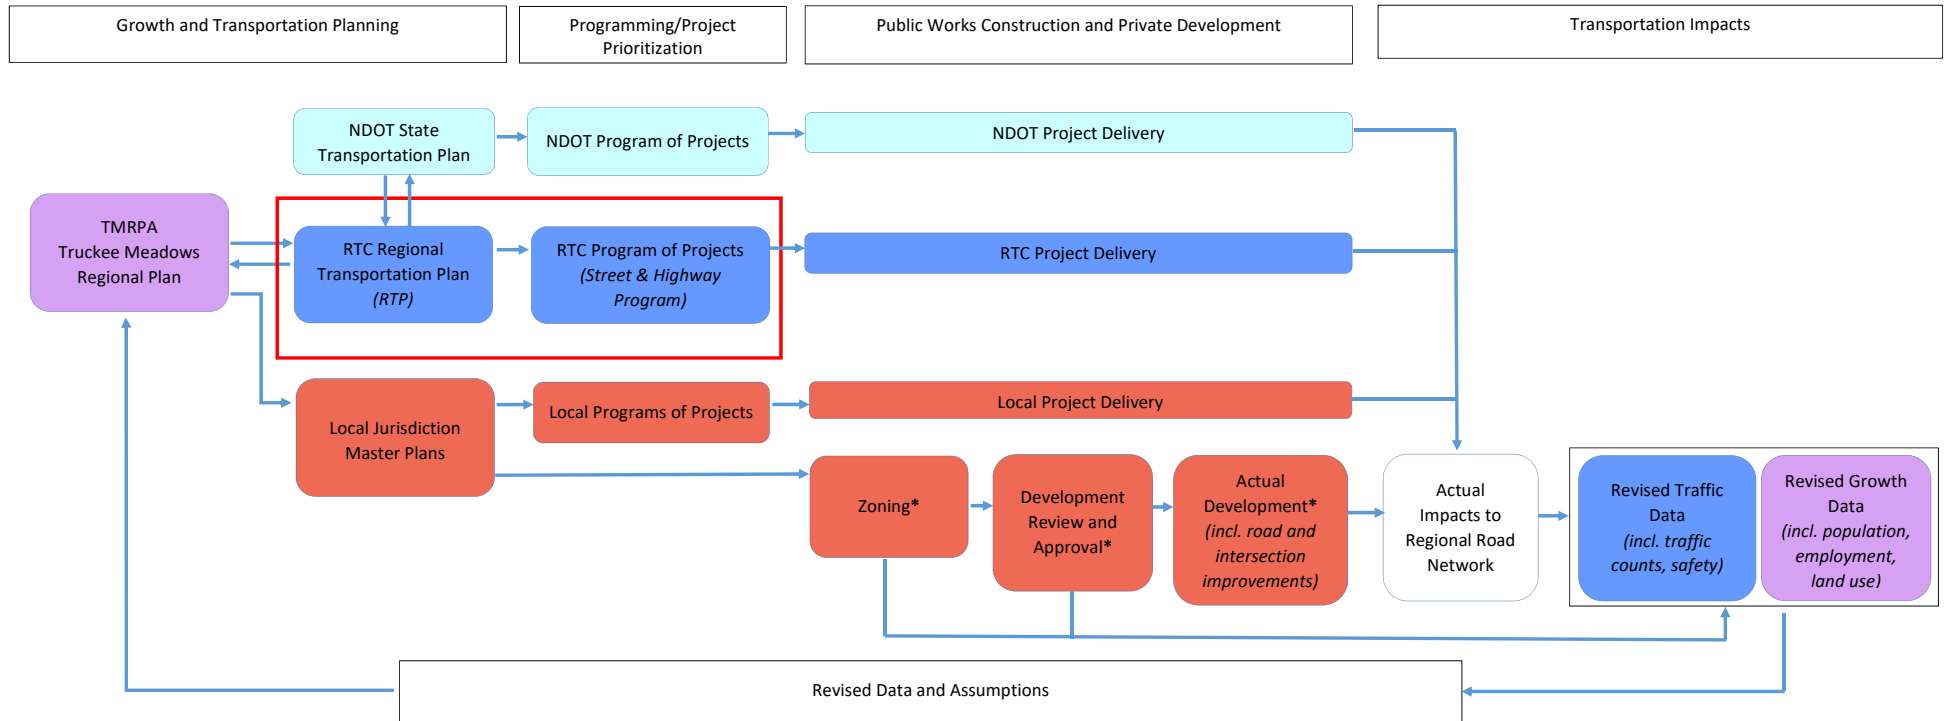 Growth and Transportation Planning
Programming/Project
Prioritization
Public Works Construction and Private Development
Transportation Impacts
NDOT State
Transportation Plan
NDOT Program of Projects
NDOT Project Delivery
TMRPA
Truckee Meadows
Regional Plan
RTC Regional
Transportation Plan
(RTP)
RTC Program of Projects
(Street & Highway
Program)
RTC Project Delivery
Local Jurisdiction
Master Plans
Local Programs of Projects
Local Project Delivery
Zoning*
Development
Review and
Approval*
Actual
Development*
(incl. road and
intersection
improvements)
Actual
Impacts to
Regional Road
Network
Revised Traffic
Data
(incl. traffic
counts, safety)
Revised Growth
Data
(incl. population,
employment,
land use)
Revised Data and Assumptions